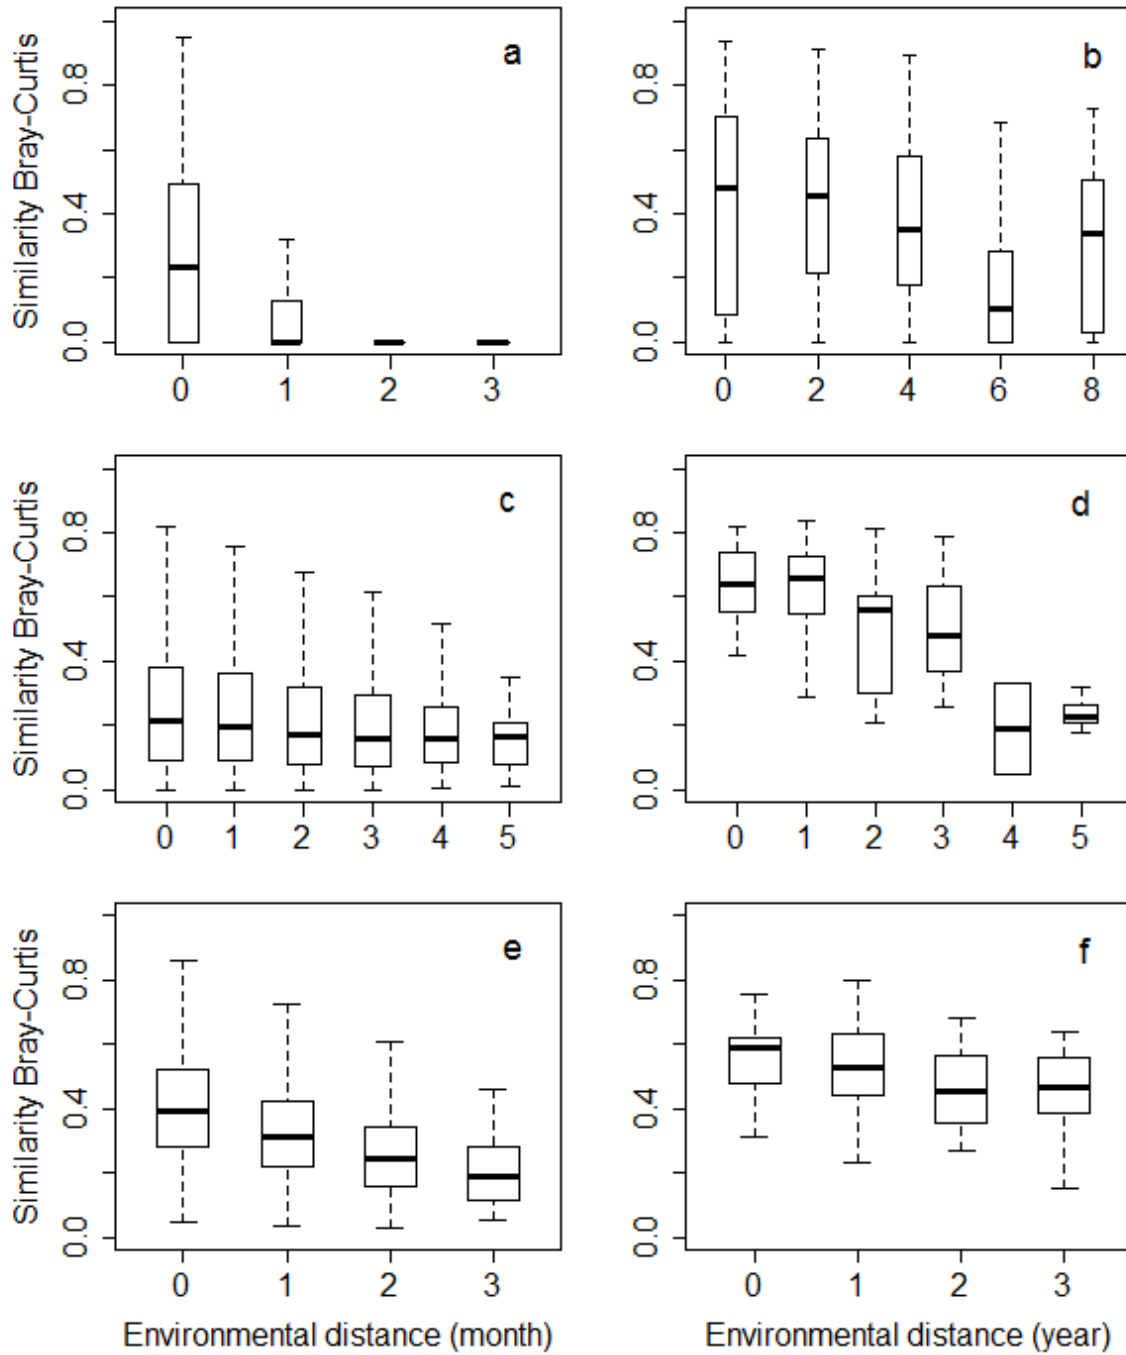 a
0.0 0.4 0.8
Similarity Bray-Curtis
0 1 2 3
b
0.0 0.4 0.8
0 2 4 6 8
c
0.0 0.4 0.8
Similarity Bray-Curtis
0 1 2 3 4 5
d
0.0 0.4 0.8
0 1 2 3 4 5
e
0.0 0.4 0.8
Similarity Bray-Curtis
0 1 2 3
Environmental distance (month)
f
0.0 0.4 0.8
0 1 2 3
Environmental distance (year)